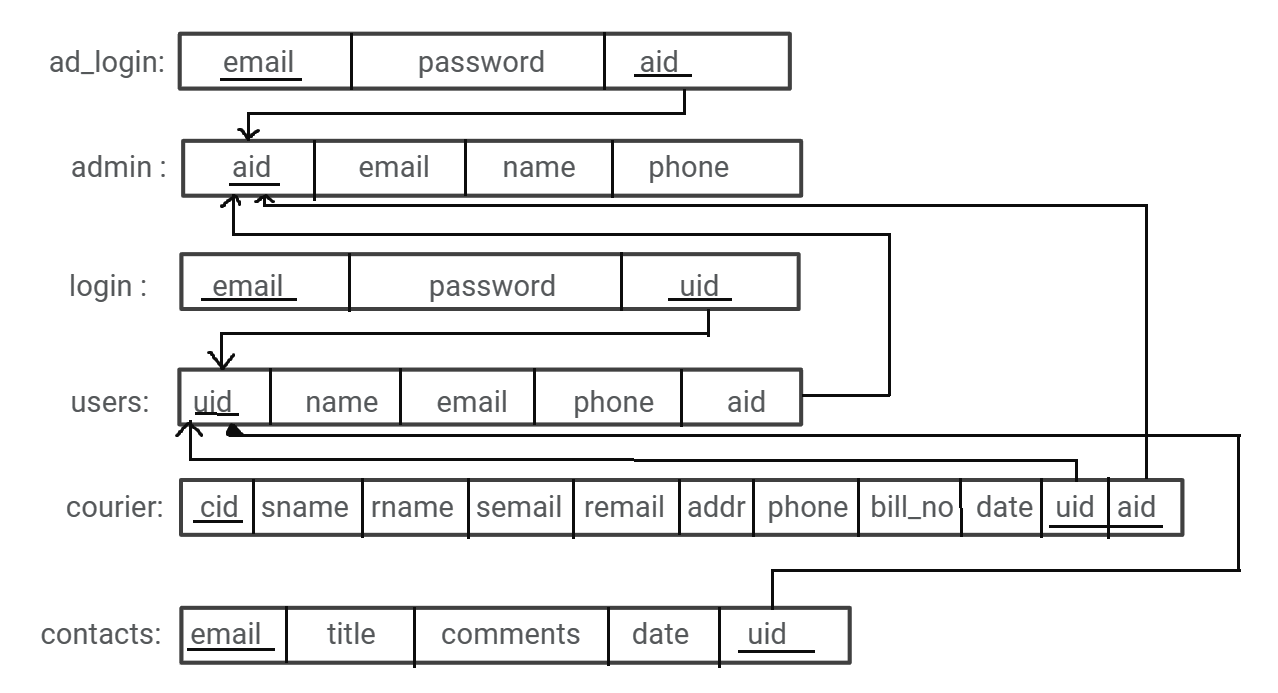 ad_login: email password aid
admin : aid email name phone
login : email password uid
users: uid name email phone aid
courier: cid sname rname semail remail addr phone bill_no date uid aid
contacts: email title comments date uid